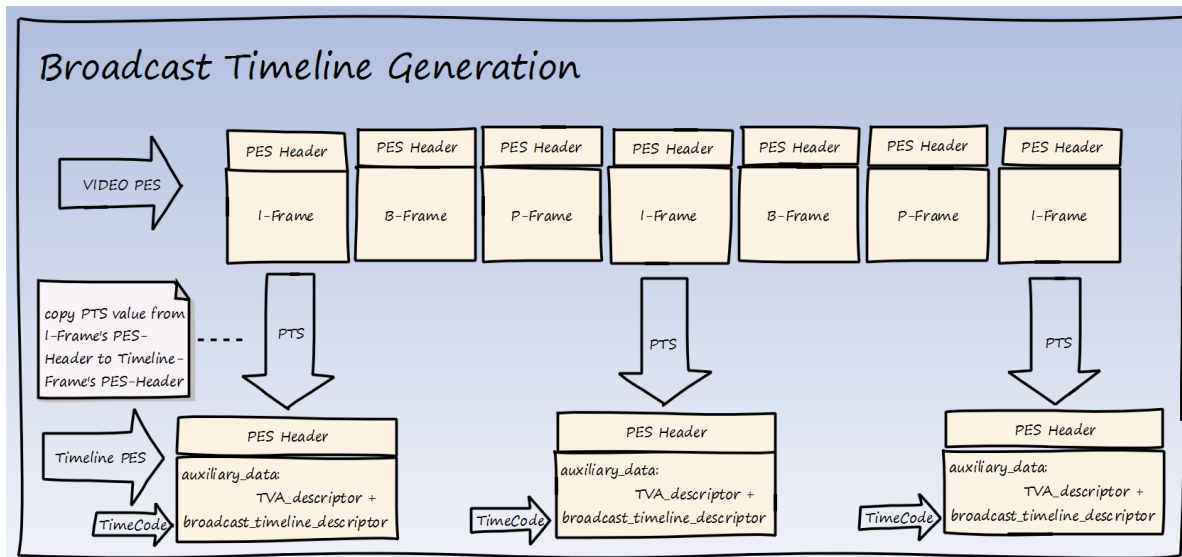 Broadcast Timeline Generation
VIDEO PES
PES Header
PES Header
PES Header
PES Header
PES Header
PES Header
PES Header
I-Frame
B-Frame
P-Frame
I-Frame
B-Frame
P-Frame
I-Frame
copy PTS value from
I-Frame's PES-
Header to Timeline-
Frame's PES-Header
PTS
PTS
PTS
Timeline PES
PES Header
PES Header
PES Header
auxiliary_data:
TVA_descriptor +
broadcast_timeline_descriptor
TimeCode
auxiliary_data:
TVA_descriptor +
broadcast_timeline_descriptor
TimeCode
auxiliary_data:
TVA_descriptor +
broadcast_timeline_descriptor
TimeCode